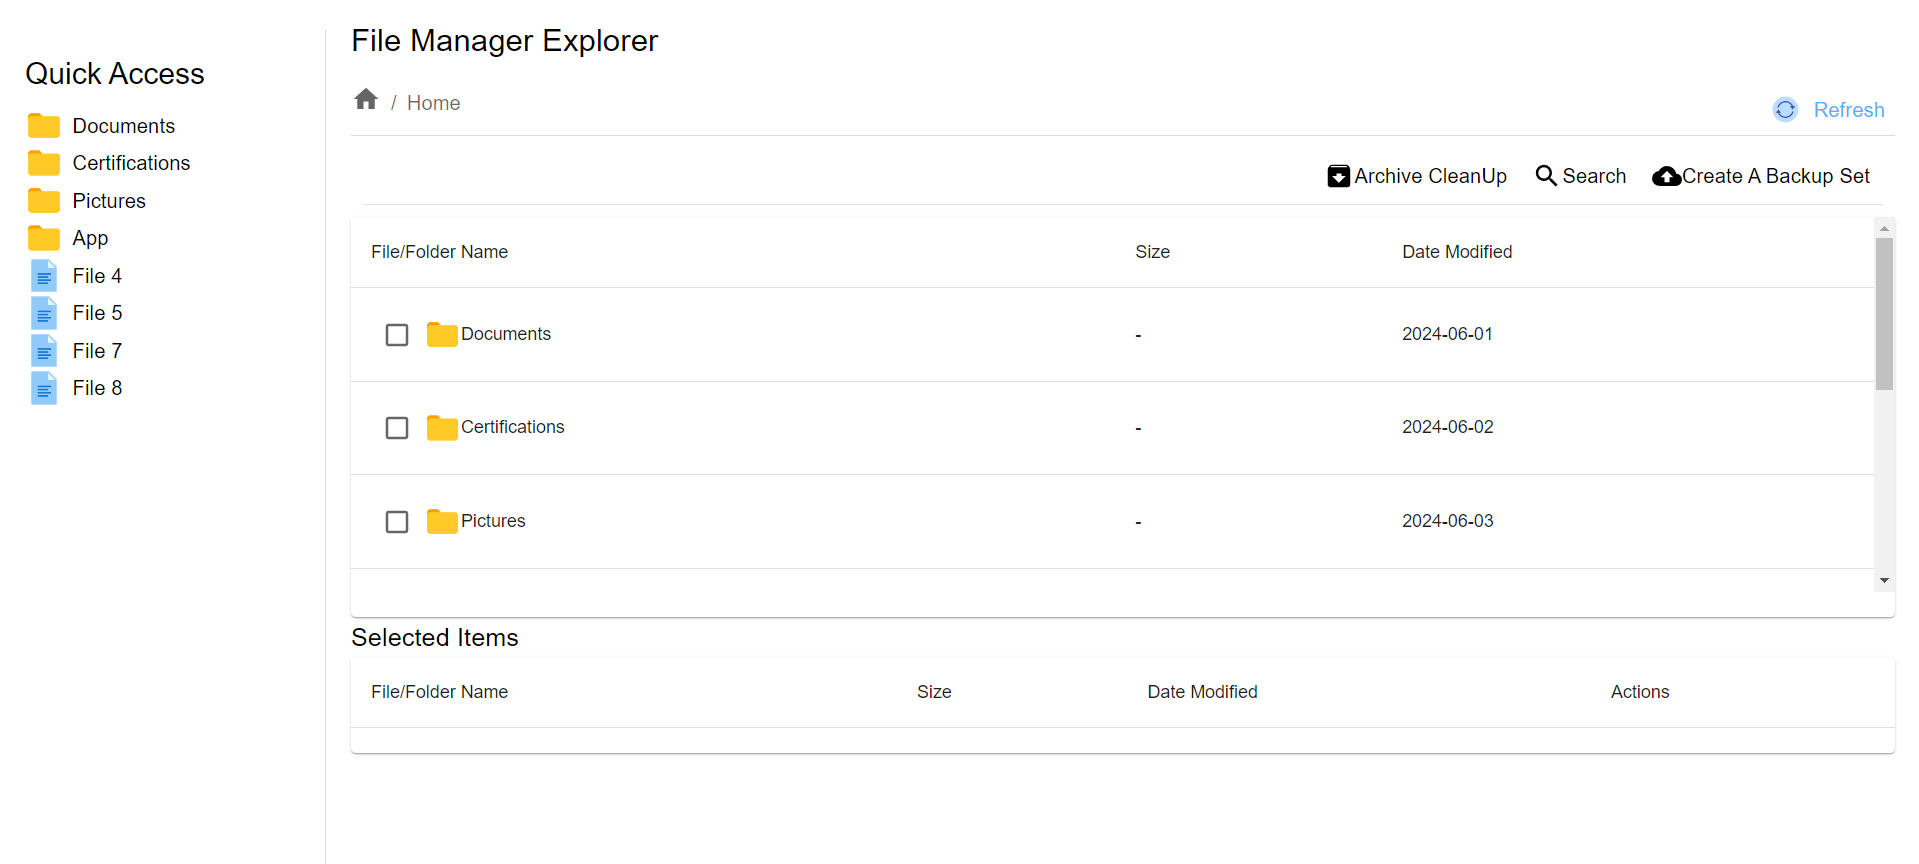 Quick Access
Documents
Certifications
Pictures
App
File 4
File 5
File 7
File 8
File Manager Explorer
/ Home
Refresh
Archive CleanUp Search Create A Backup Set
File/Folder Name Size Date Modified
Documents - 2024-06-01
Certifications - 2024-06-02
Pictures - 2024-06-03
Selected Items
File/Folder Name Size Date Modified Actions